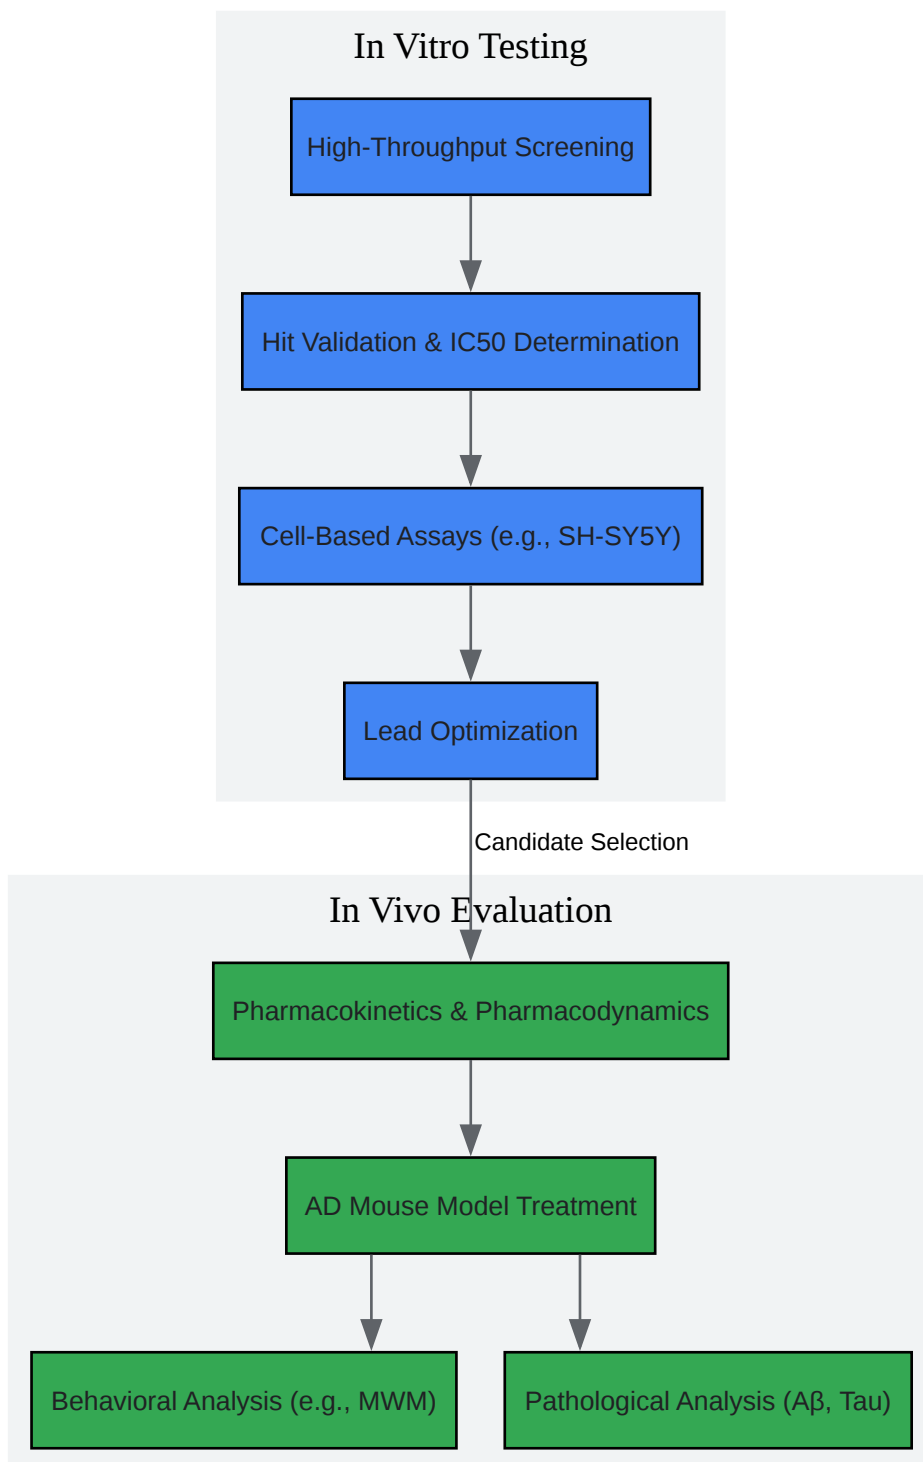 In Vitro Testing
High-Throughput Screening
Hit Validation & IC50 Determination
Cell-Based Assays (e.g., SH-SY5Y)
Lead Optimization
Candidate Selection
In Vivo Evaluation
Pharmacokinetics & Pharmacodynamics
AD Mouse Model Treatment
Behavioral Analysis (e.g., MWM)
Pathological Analysis (Aβ, Tau)